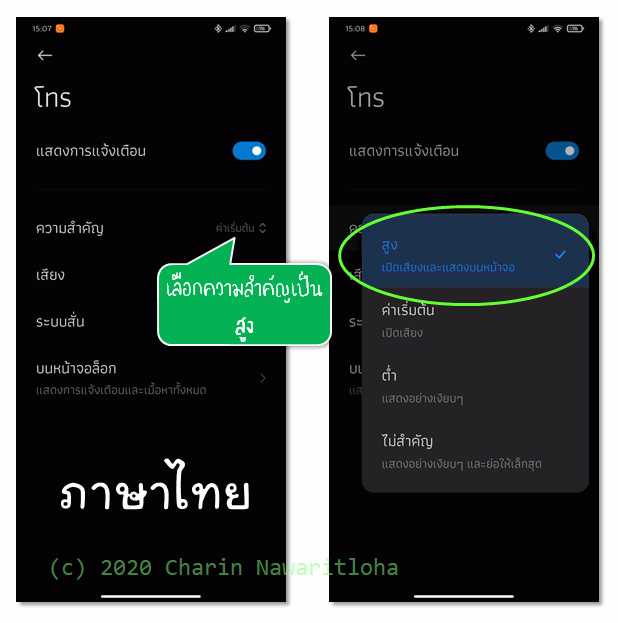 15:07
76
โทร
แสดงการแจ้งเตือน
ความสำคัญ
ค่าเริ่มต้น
เสียง
ระบบสั่น
บนหน้าจอล็อก
แสดงการแจ้งเตือนและเนื้อหาทั้งหมด
เลือกความสำคัญเป็น
สูง
ภาษาไทย
15:08
76
โทร
แสดงการแจ้งเตือน
สูง
เปิดเสียงและแสดงบนหน้าจอ
ค่าเริ่มต้น
เปิดเสียง
ต่ำ
แสดงอย่างเงียบๆ
ไม่สำคัญ
แสดงอย่างเงียบๆ และย่อให้เล็กสุด
(c) 2020 Charin Nawaritloha